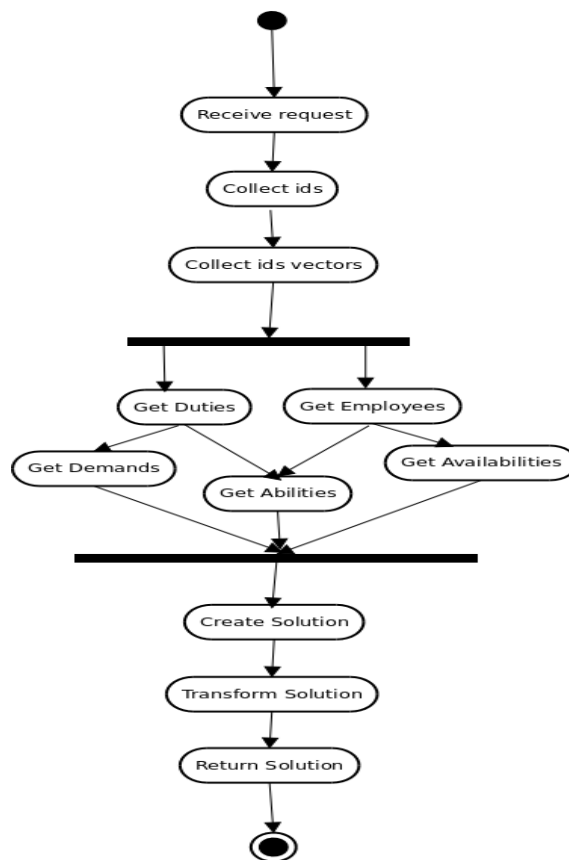 Receive request
Collect ids
Collect ids vectors
Get Duties
Get Employees
Get Demands
Get Abilities
Get Availabilities
Create Solution
Transform Solution
Return Solution